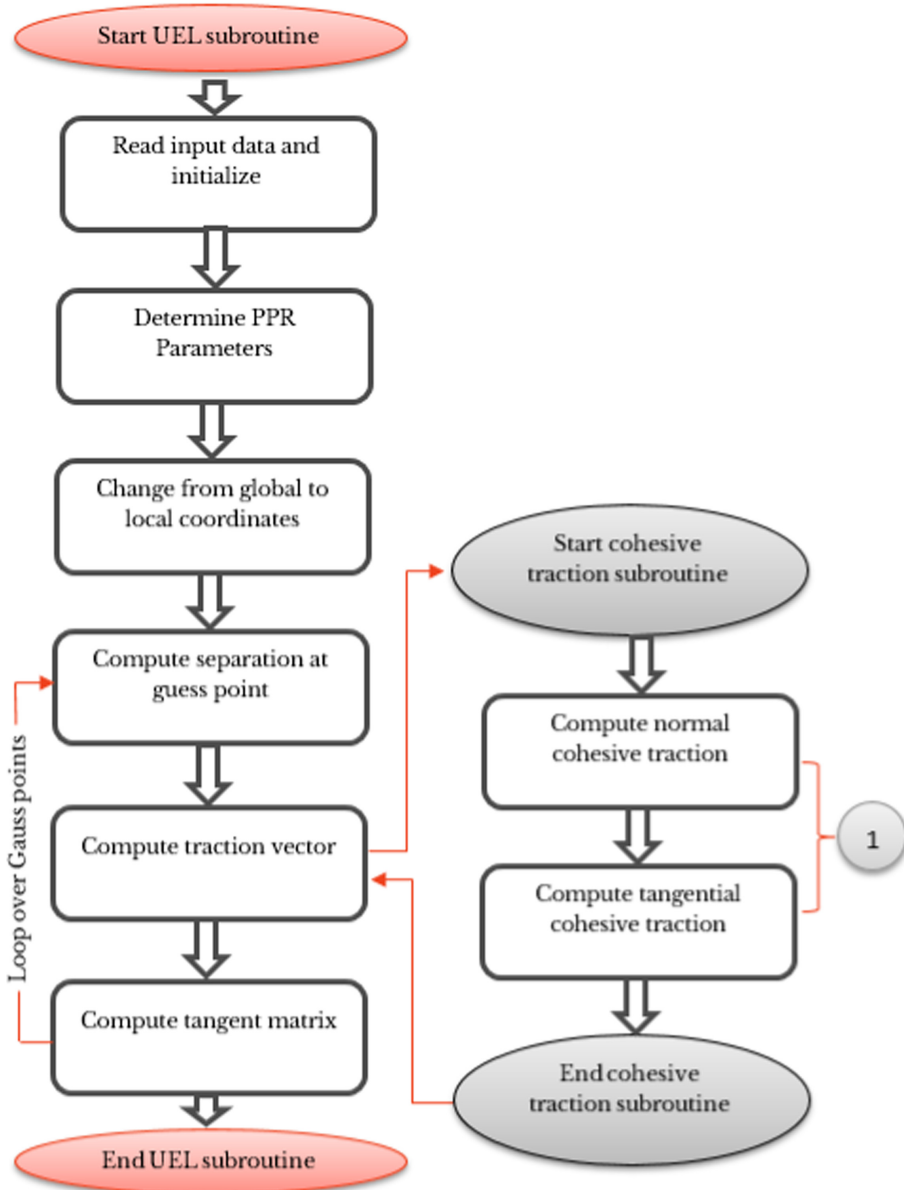 Start UEL subroutine
Read input data and
initialize
Determine PPR
Parameters
Change from global to
local coordinates
Compute separation at
guess point
Loop over Gauss points
Compute traction vector
Compute tangent matrix
End UEL subroutine
Start cohesive
traction subroutine
Compute normal
cohesive traction
1
Compute tangential
cohesive traction
End cohesive
traction subroutine